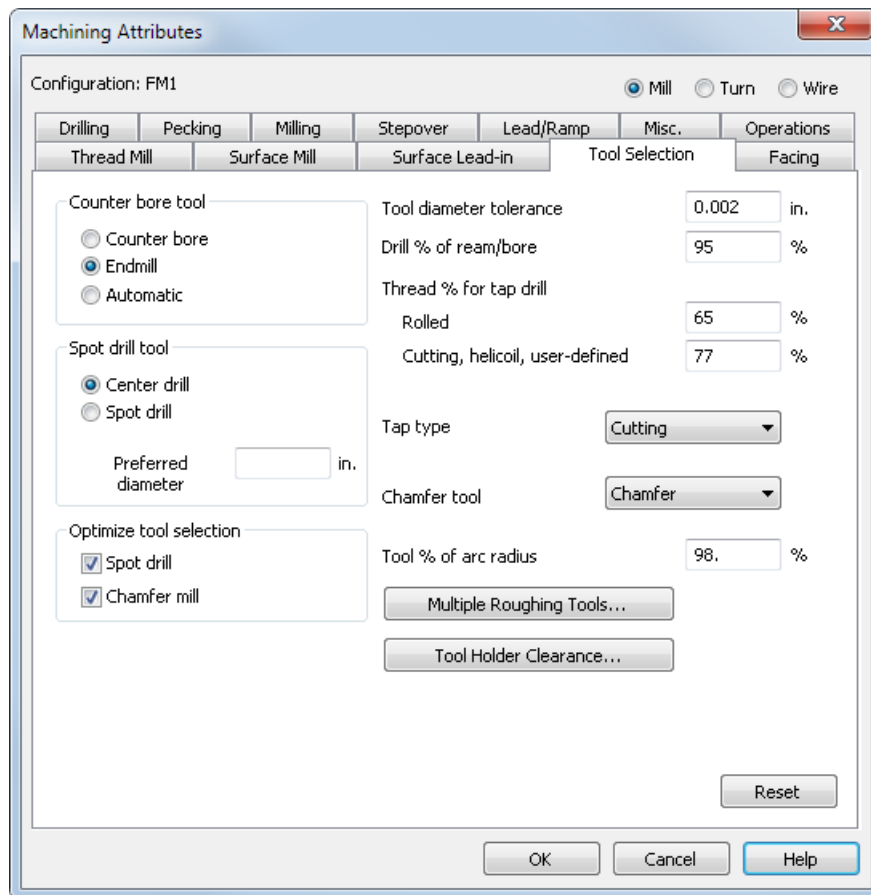 Machining Attributes
Configuration: FM1
Mill Turn Wire
Drilling Pecking Milling Stepover Lead/Ramp Misc. Operations
Thread Mill Surface Mill Surface Lead-in Tool Selection Facing
Counter bore tool
Counter bore
Endmill
Automatic
Spot drill tool
Center drill
Spot drill
Preferred
diameter in.
Optimize tool selection
Spot drill
Chamfer mill
Tool diameter tolerance 0.002 in.
Drill % of ream/bore 95 %
Thread % for tap drill
Rolled 65 %
Cutting, helicoil, user-defined 77 %
Tap type Cutting
Chamfer tool Chamfer
Tool % of arc radius 98. %
Multiple Roughing Tools...
Tool Holder Clearance...
Reset
OK Cancel Help